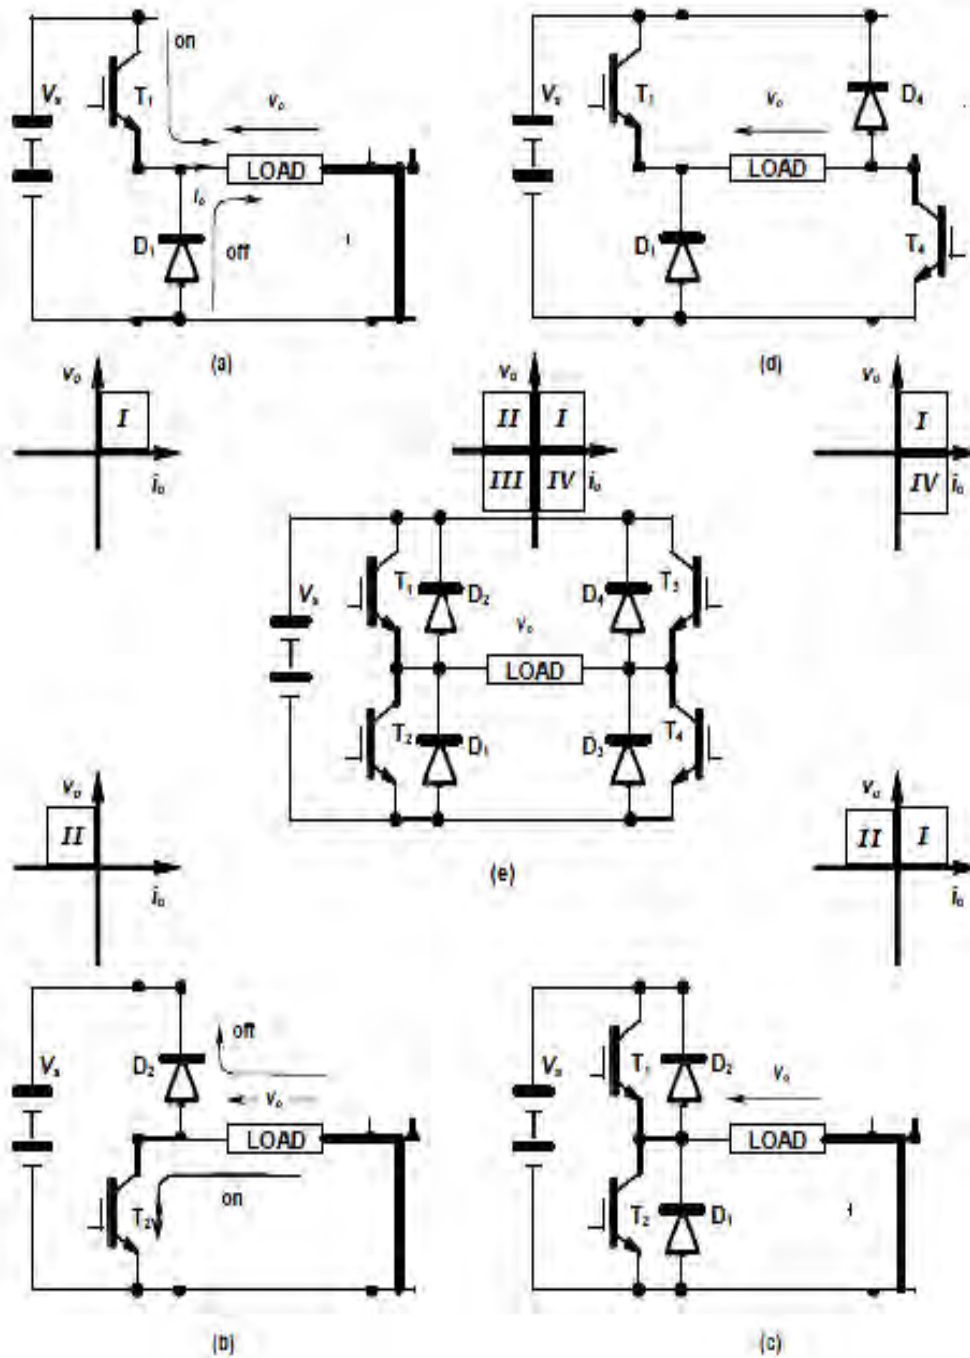 on
Vs
T1
vo
LOAD
io
D1
off
(a)
Vs
T1
vo
D4
LOAD
D1
T4
(d)
vo
I
io
vo
II I
III IV
io
vo
I
IV
io
Vs
T1
D2
D4
T3
vo
LOAD
T2
D1
D3
T4
(e)
vo
II
io
vo
II I
io
off
Vs
D2
vo
LOAD
T2
on
(b)
Vs
T1
D2
vo
LOAD
T2
D1
(c)